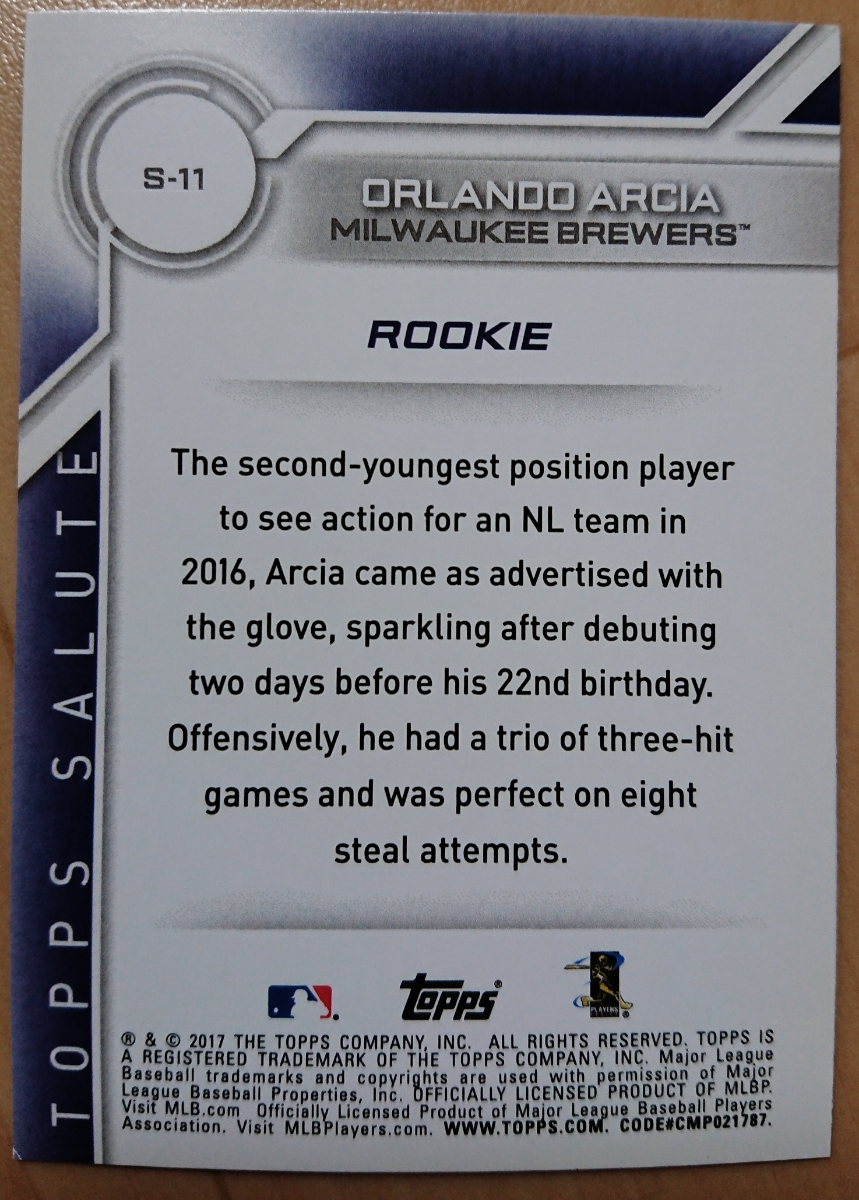 S-11
ORLANDO ARCIA
MILWAUKEE BREWERS™
ROOKIE
The second-youngest position player
to see action for an NL team in
2016, Arcia came as advertised with
the glove, sparkling after debuting
two days before his 22nd birthday.
Offensively, he had a trio of three-hit
games and was perfect on eight
steal attempts.
TOPPS SALUTE
topps®
PLAYERS ®
® & © 2017 THE TOPPS COMPANY, INC. ALL RIGHTS RESERVED. TOPPS IS
A REGISTERED TRADEMARK OF THE TOPPS COMPANY, INC. Major League
Baseball trademarks and copyrights are used with permission of Major
League Baseball Properties, Inc. OFFICIALLY LICENSED PRODUCT OF MLBP.
Visit MLB.com Officially Licensed Product of Major League Baseball Players
Association. Visit MLBPlayers.com. WWW.TOPPS.COM. CODE#CMP021787.